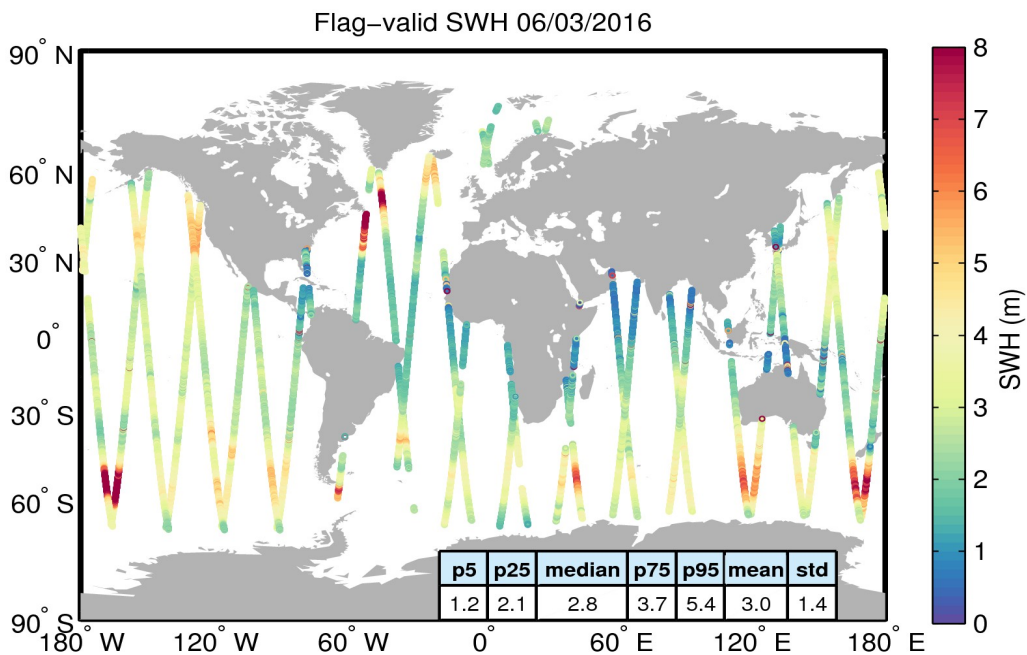 Flag−valid SWH 06/03/2016
90° N
60° N
30° N
0°
30° S
60° S
90° S
180° W
120° W
60° W
0°
60° E
120° E
180° E
p5 p25 median p75 p95 mean std
1.2 2.1 2.8 3.7 5.4 3.0 1.4
8
7
6
5
4
3
2
1
0
SWH (m)